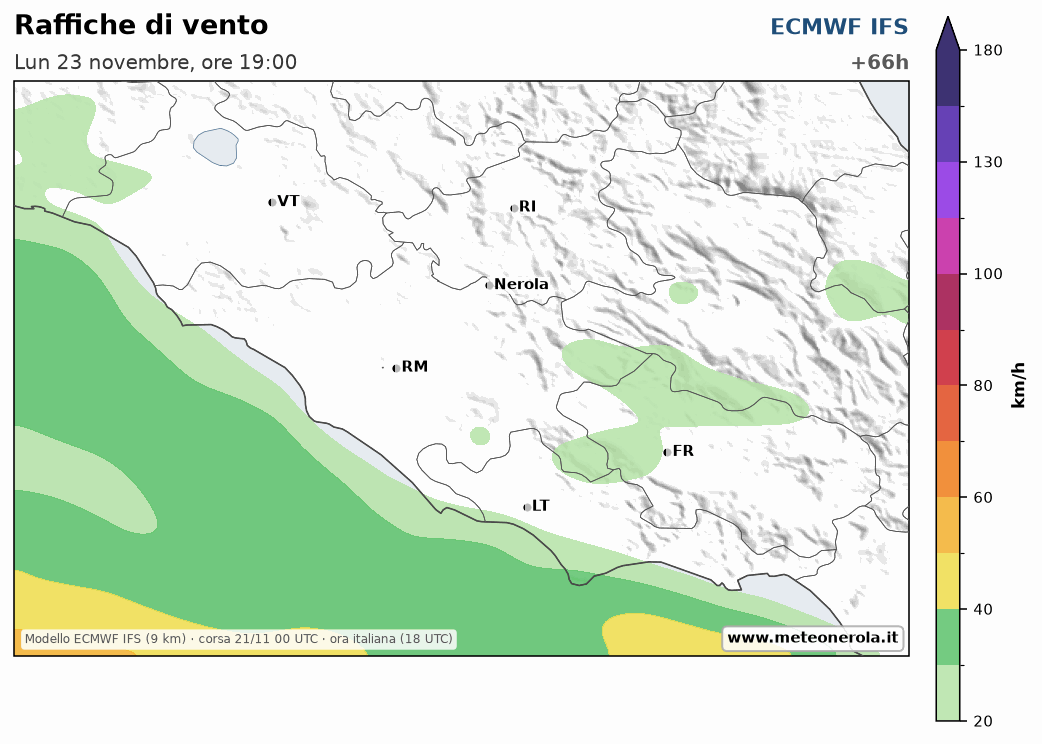 Raffiche di vento
ECMWF IFS
Lun 23 novembre, ore 19:00
+66h
VT
RI
Nerola
RM
FR
LT
Modello ECMWF IFS (9 km) · corsa 21/11 00 UTC · ora italiana (18 UTC)
www.meteonerola.it
180
130
100
80
60
40
20
km/h